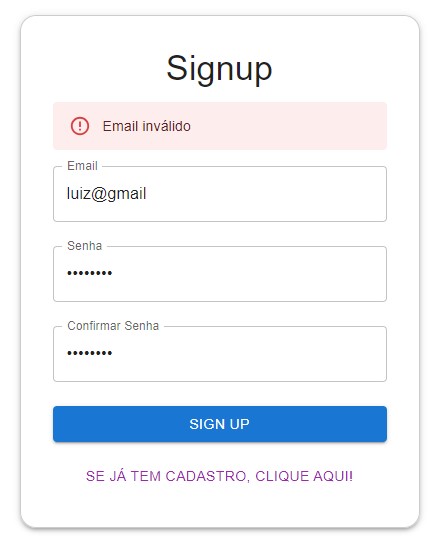 Signup
Email inválido
Email
luiz@gmail
Senha
••••••••
Confirmar Senha
••••••••
SIGN UP
SE JÁ TEM CADASTRO, CLIQUE AQUI!